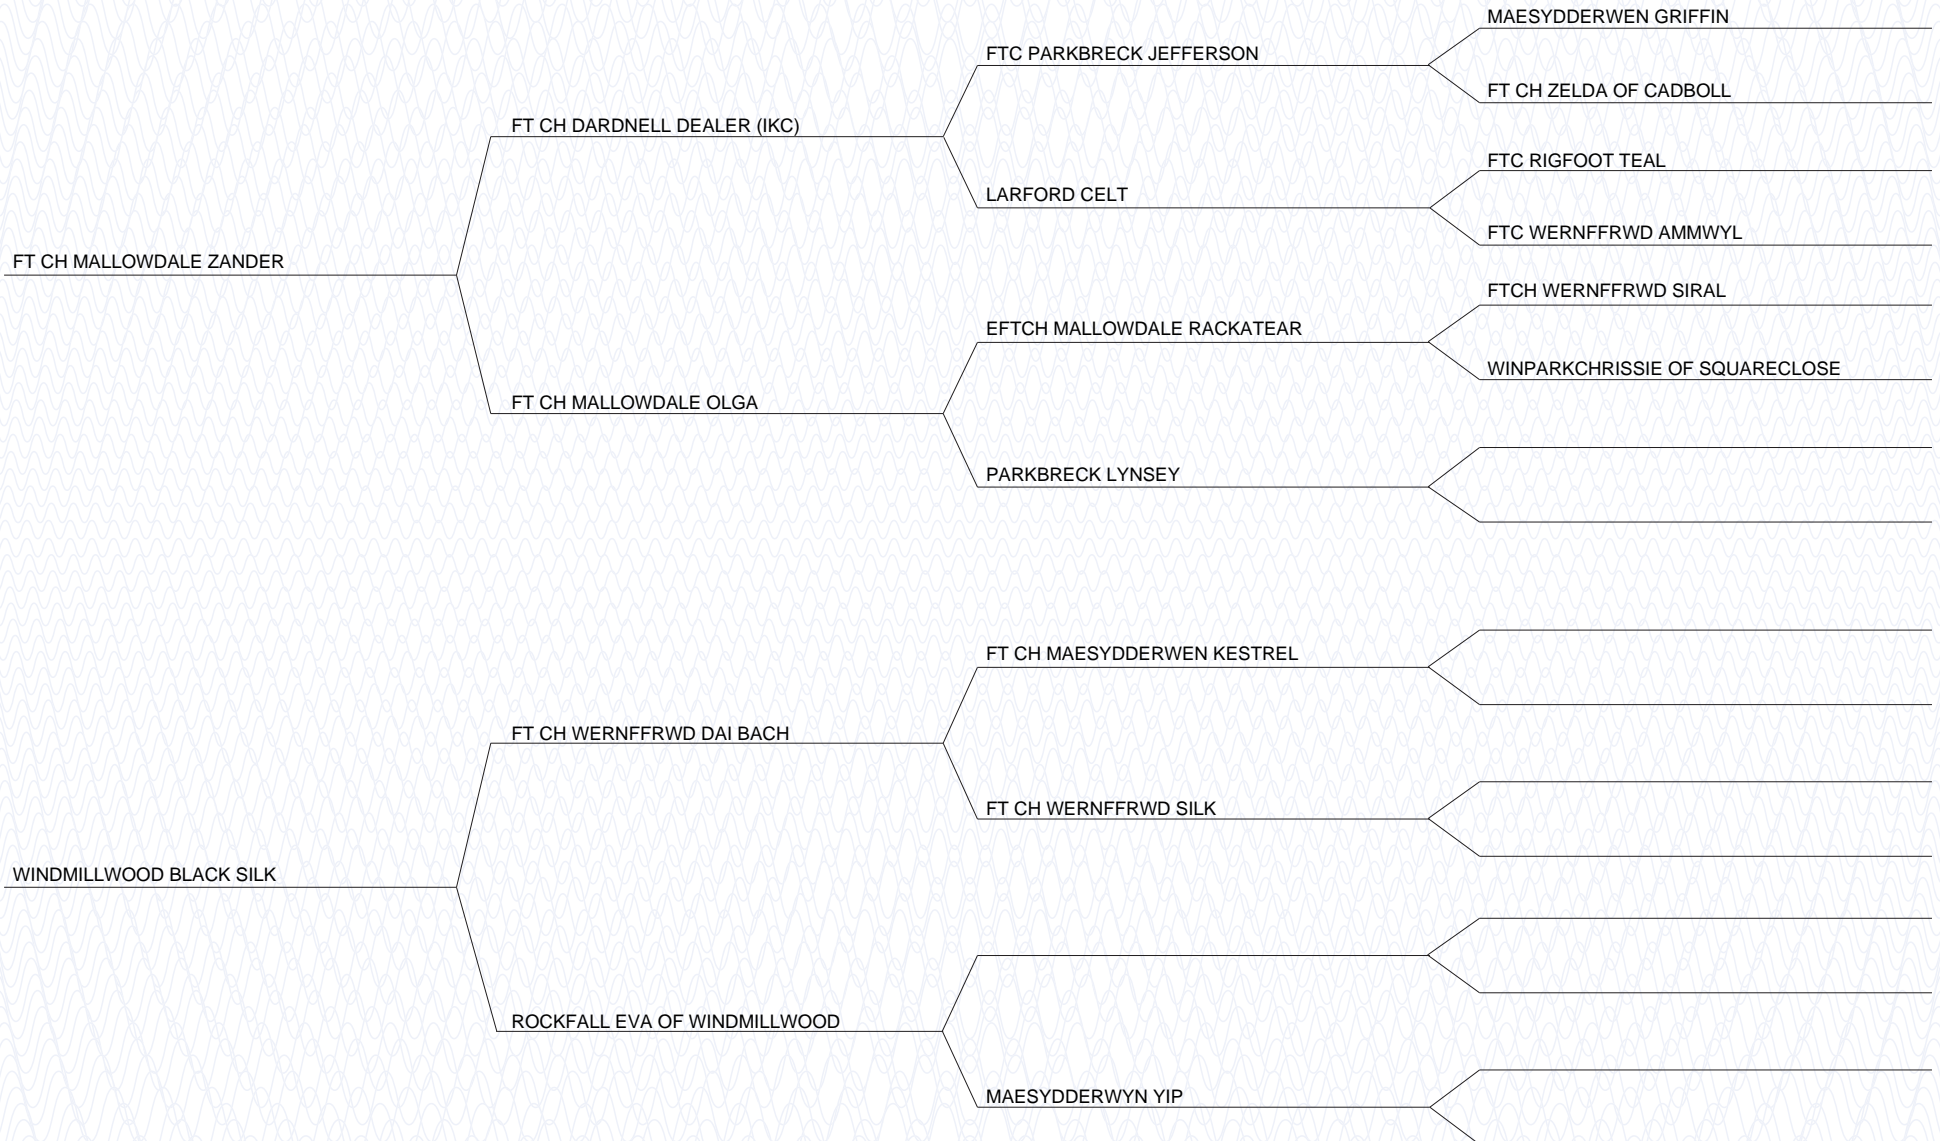 MAESYDDERWEN GRIFFIN
FTC PARKBRECK JEFFERSON
FT CH ZELDA OF CADBOLL
FT CH DARDNELL DEALER (IKC)
FTC RIGFOOT TEAL
LARFORD CELT
FTC WERNFFRWD AMMWYL
FT CH MALLOWDALE ZANDER
FTCH WERNFFRWD SIRAL
EFTCH MALLOWDALE RACKATEAR
WINPARKCHRISSIE OF SQUARECLOSE
FT CH MALLOWDALE OLGA
PARKBRECK LYNSEY
FT CH MAESYDDERWEN KESTREL
FT CH WERNFFRWD DAI BACH
FT CH WERNFFRWD SILK
WINDMILLWOOD BLACK SILK
ROCKFALL EVA OF WINDMILLWOOD
MAESYDDERWYN YIP